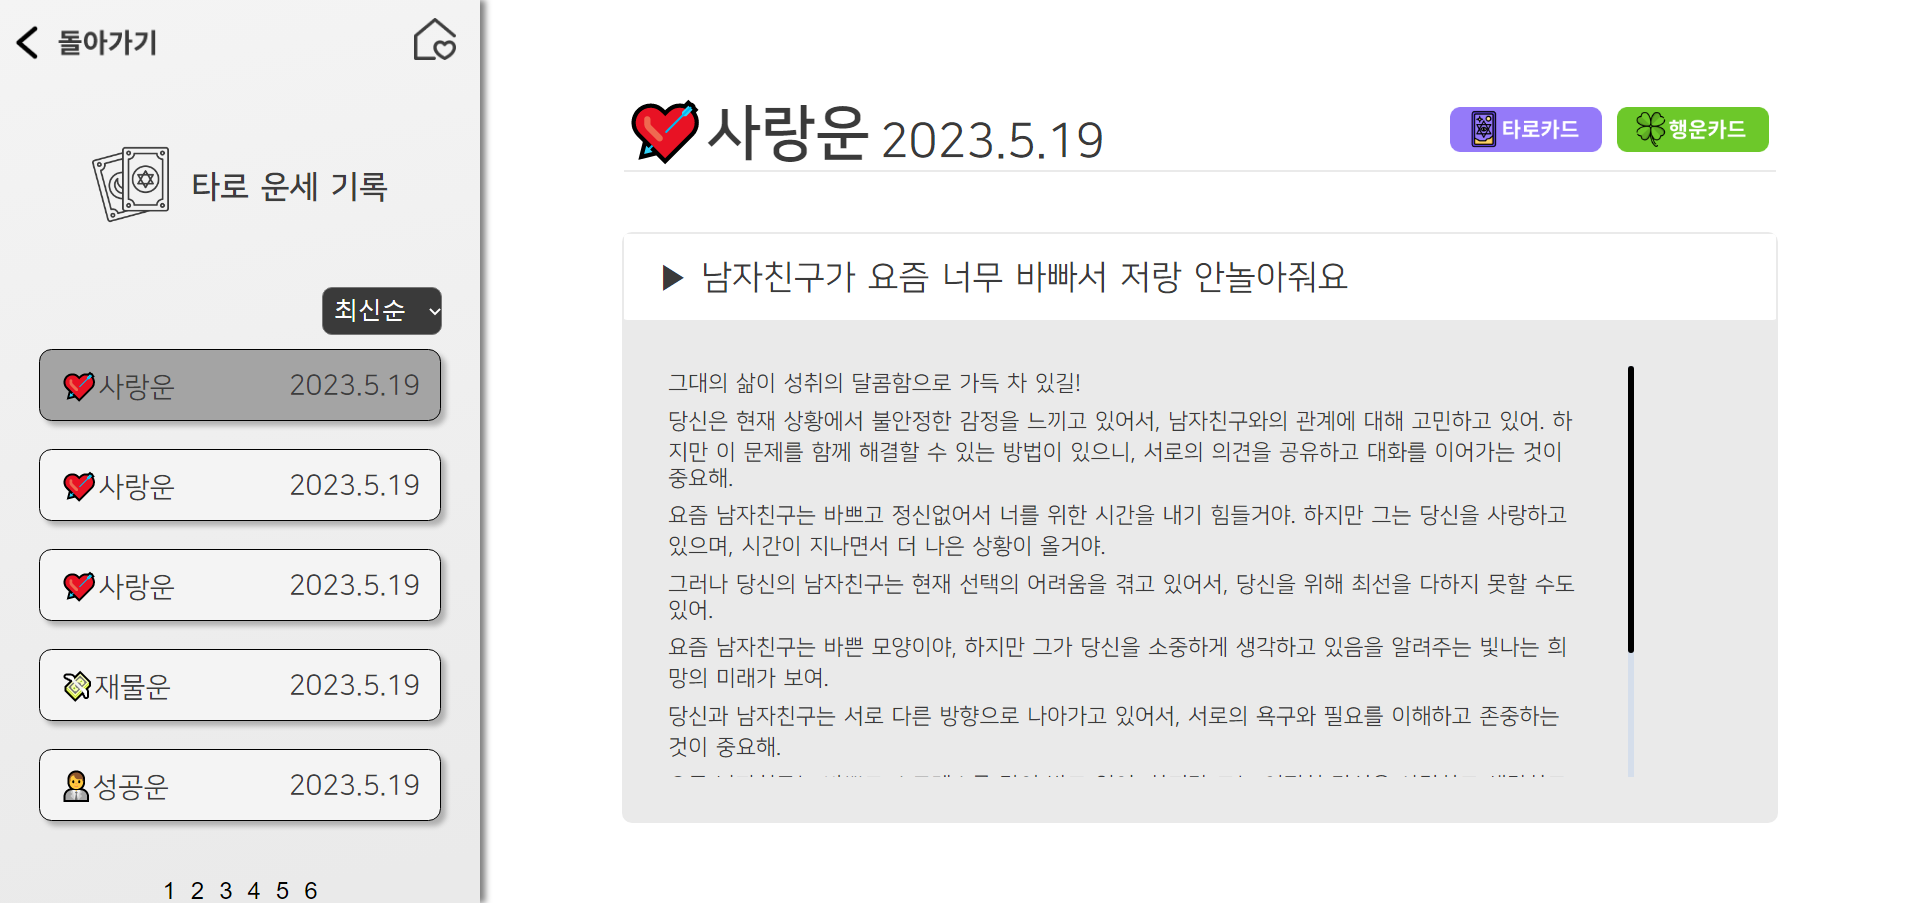 돌아가기
타로 운세 기록
최신순
사랑운 2023.5.19
사랑운 2023.5.19
사랑운 2023.5.19
재물운 2023.5.19
성공운 2023.5.19
1 2 3 4 5 6
사랑운 2023.5.19
타로카드
행운카드
▶ 남자친구가 요즘 너무 바빠서 저랑 안놀아줘요
그대의 삶이 성취의 달콤함으로 가득 차 있길!
당신은 현재 상황에서 불안정한 감정을 느끼고 있어서, 남자친구와의 관계에 대해 고민하고 있어. 하
지만 이 문제를 함께 해결할 수 있는 방법이 있으니, 서로의 의견을 공유하고 대화를 이어가는 것이
중요해.
요즘 남자친구는 바쁘고 정신없어서 너를 위한 시간을 내기 힘들거야. 하지만 그는 당신을 사랑하고
있으며, 시간이 지나면서 더 나은 상황이 올거야.
그러나 당신의 남자친구는 현재 선택의 어려움을 겪고 있어서, 당신을 위해 최선을 다하지 못할 수도
있어.
요즘 남자친구는 바쁜 모양이야, 하지만 그가 당신을 소중하게 생각하고 있음을 알려주는 빛나는 희
망의 미래가 보여.
당신과 남자친구는 서로 다른 방향으로 나아가고 있어서, 서로의 욕구와 필요를 이해하고 존중하는
것이 중요해.